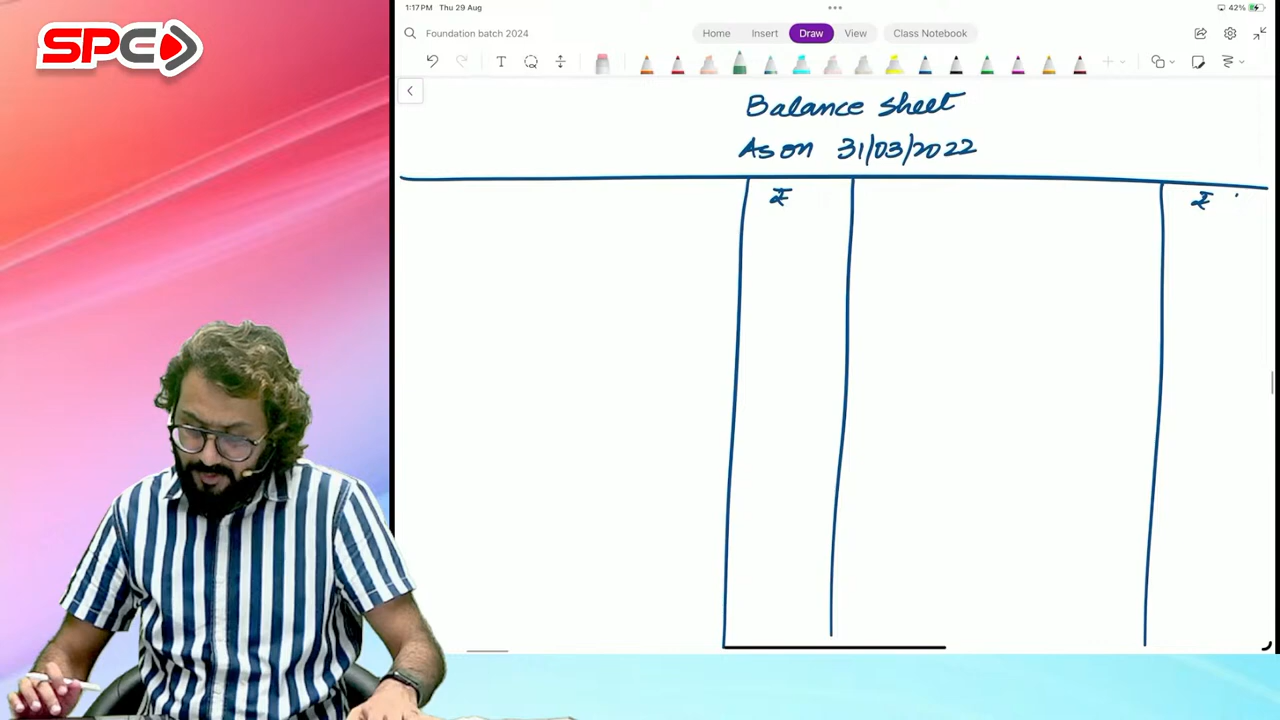 SPC
1:17 PM Thu 29 Aug
42%
Foundation batch 2024
Home Insert Draw View Class Notebook
T
Balance sheet
As on 31/03/2022
₹ ₹